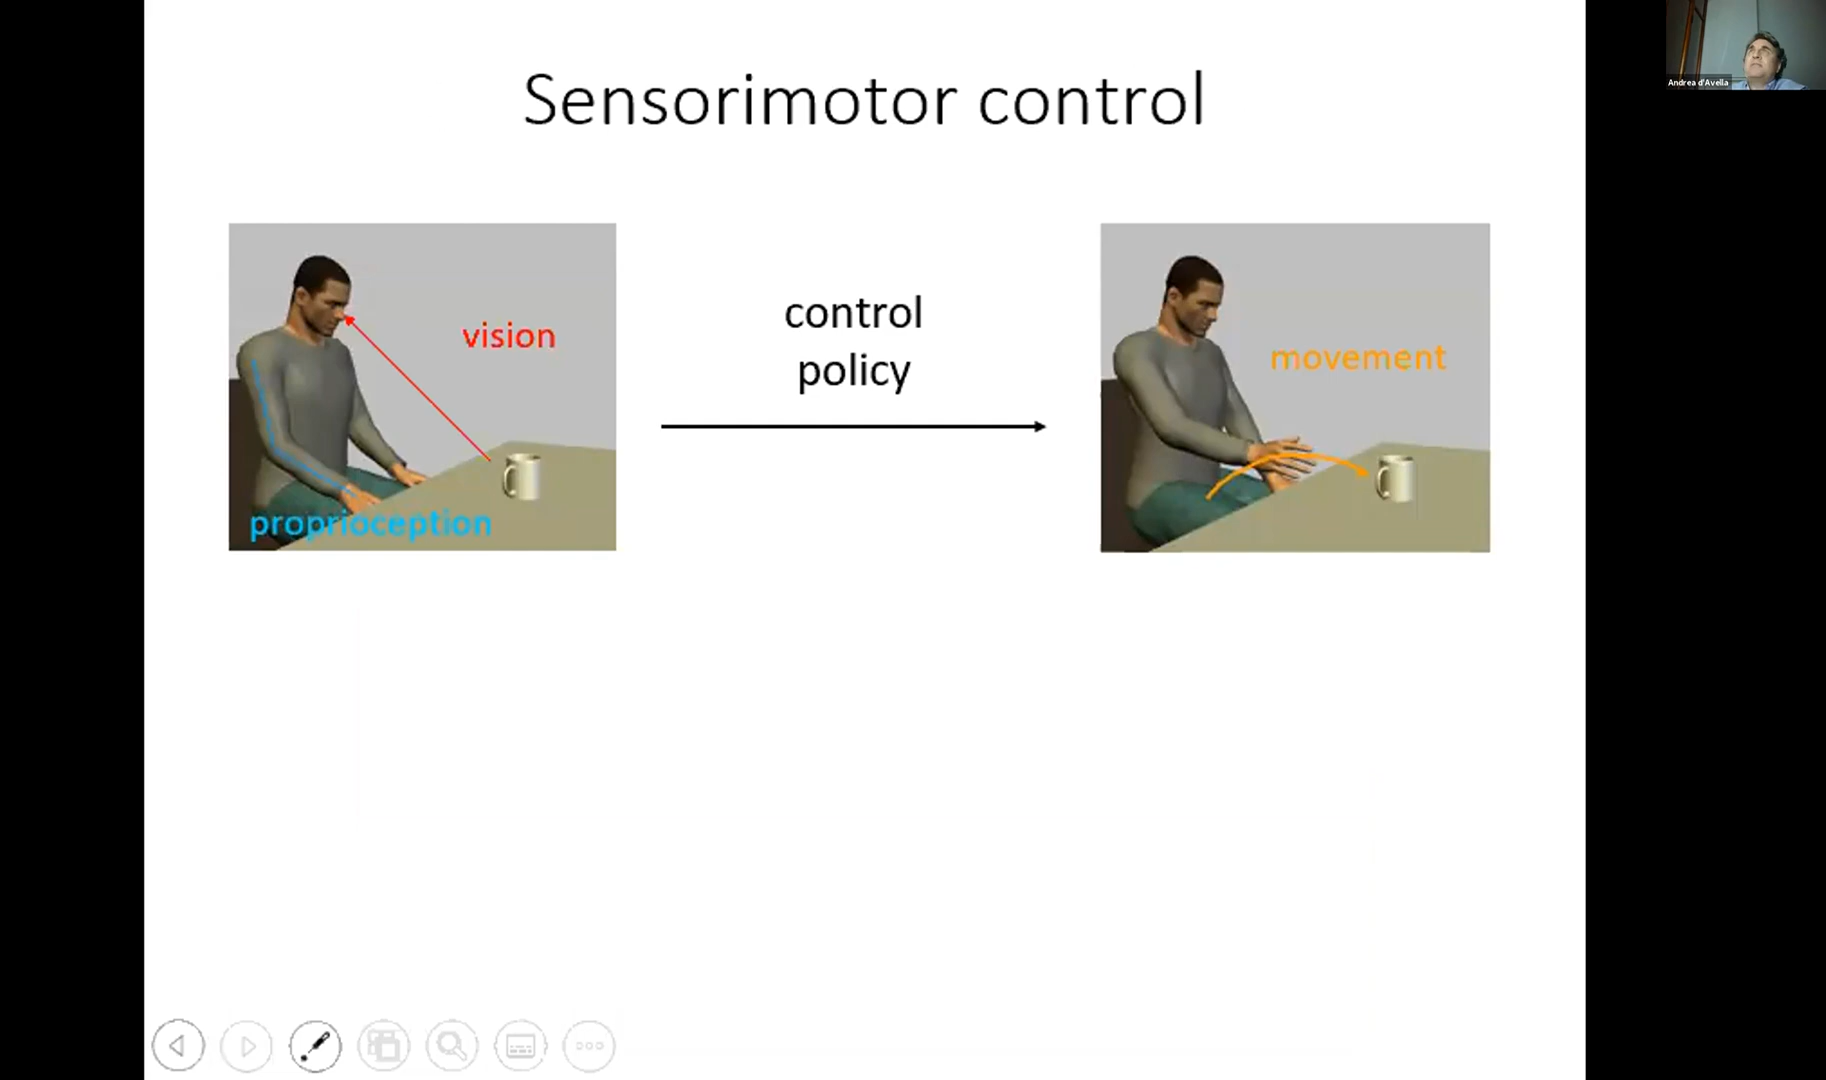 Sensorimotor control
Andrea d'Avella
vision
proprioception
control
policy
movement